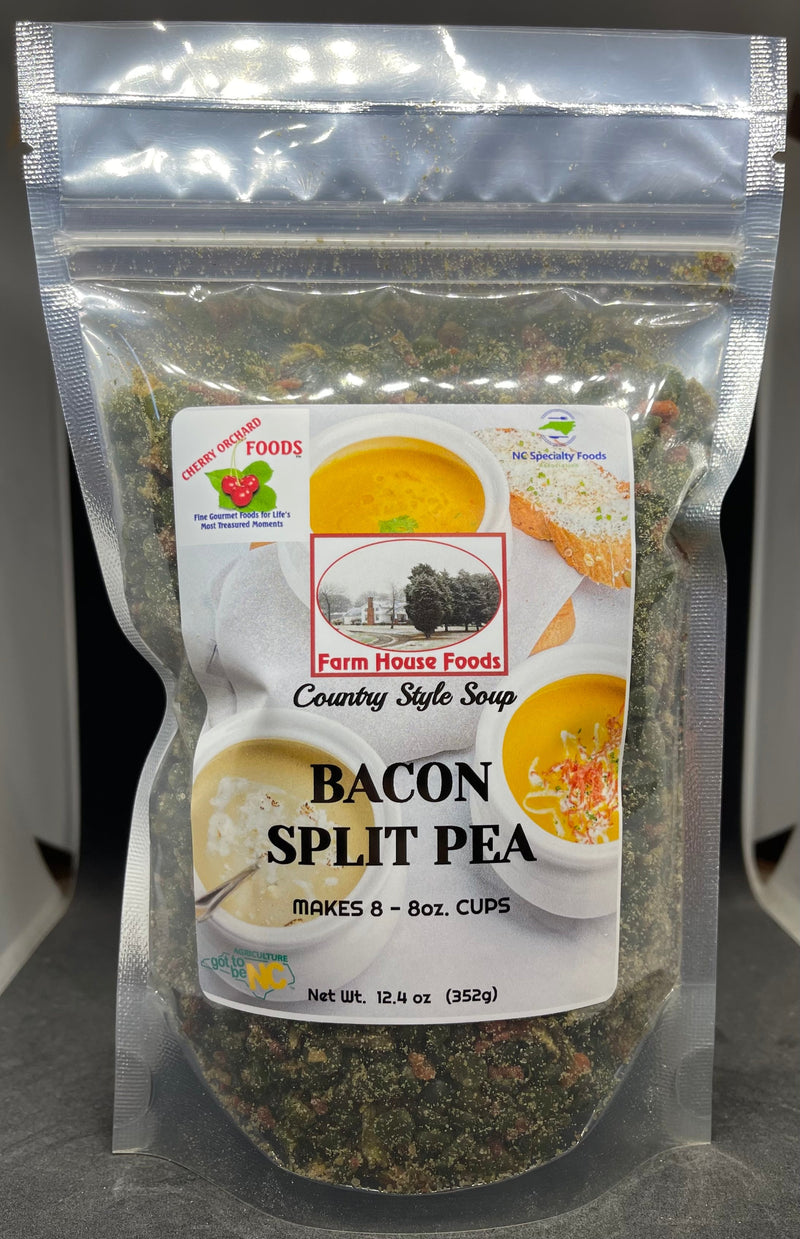 CHERRY ORCHARD
FOODS
Fine Gourmet Foods for Life's
Most Treasured Moments
NC Specialty Foods
ASSOCIATION
Farm House Foods
Country Style Soup
BACON
SPLIT PEA
MAKES 8 - 8oz. CUPS
AGRICULTURE
got to
be NC
Net Wt. 12.4 oz (352g)